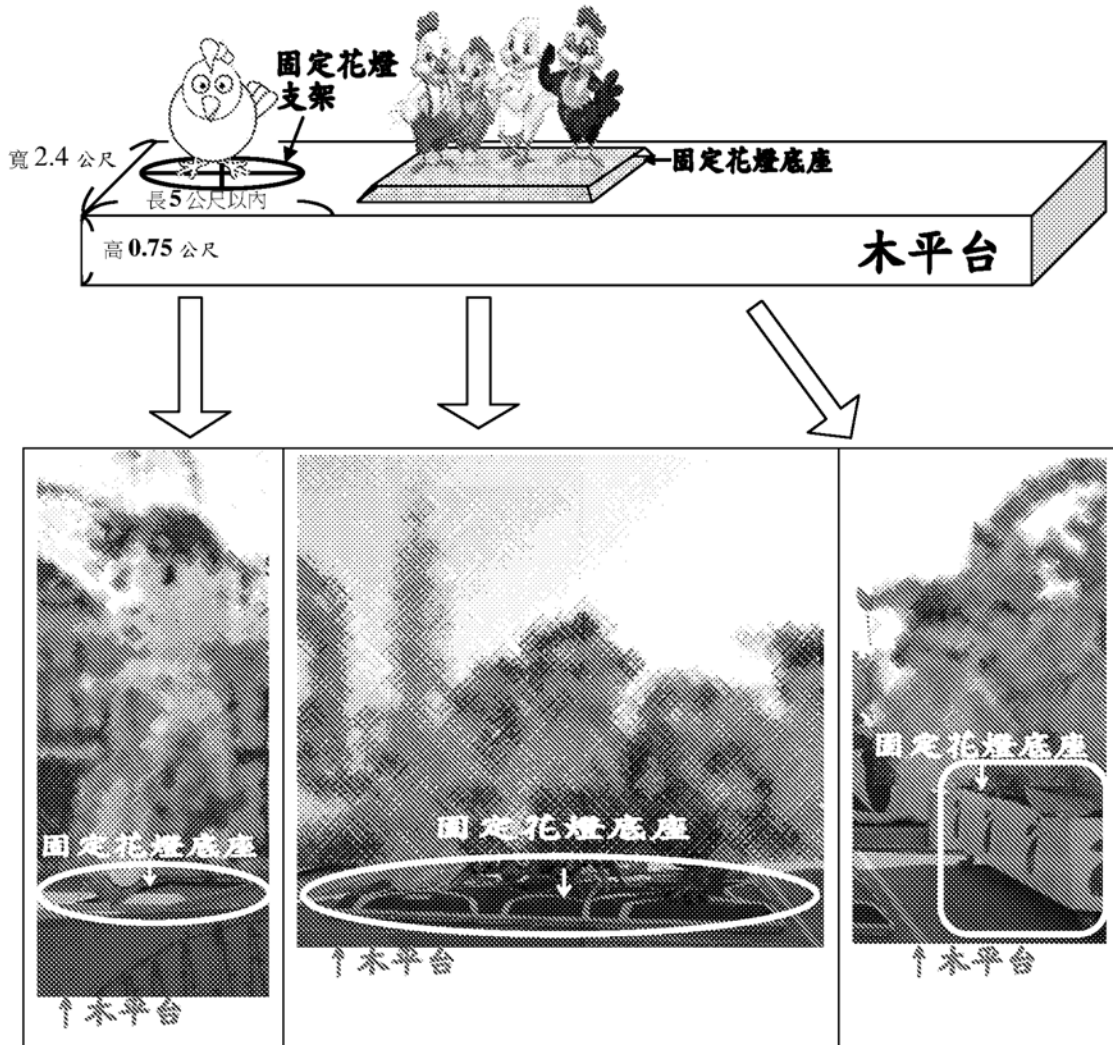 固定花燈
支架
寬 2.4 公尺
固定花燈底座
長5公尺以內
高 0.75 公尺
木平台
固定花燈底座
↑木平台
固定花燈底座
↑木平台
固定花燈底座
↑木平台